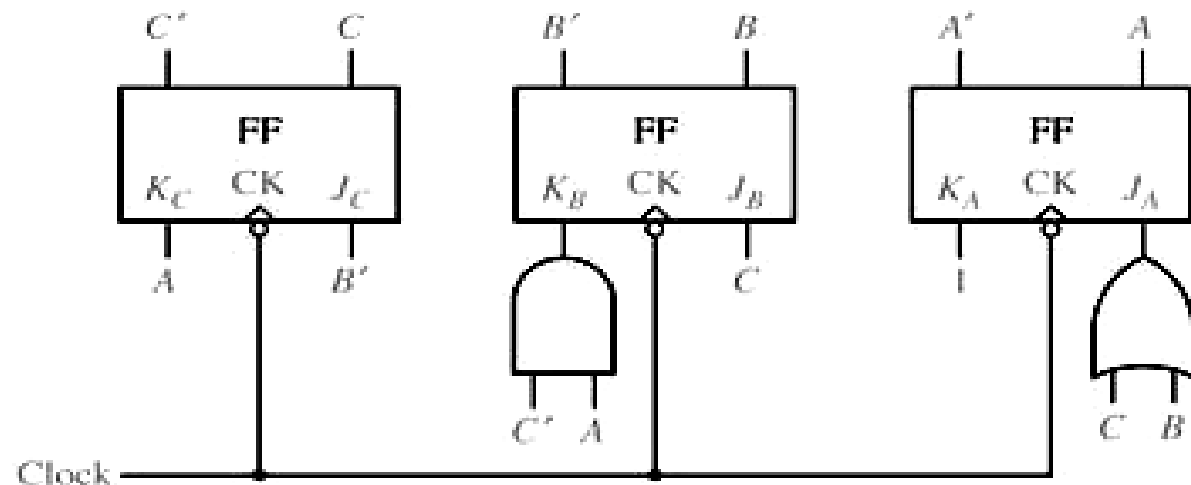 C' C B' B A' A
FF FF FF
K_C CK J_C K_B CK J_B K_A CK J_A
A B' C 1
C' A C B
Clock